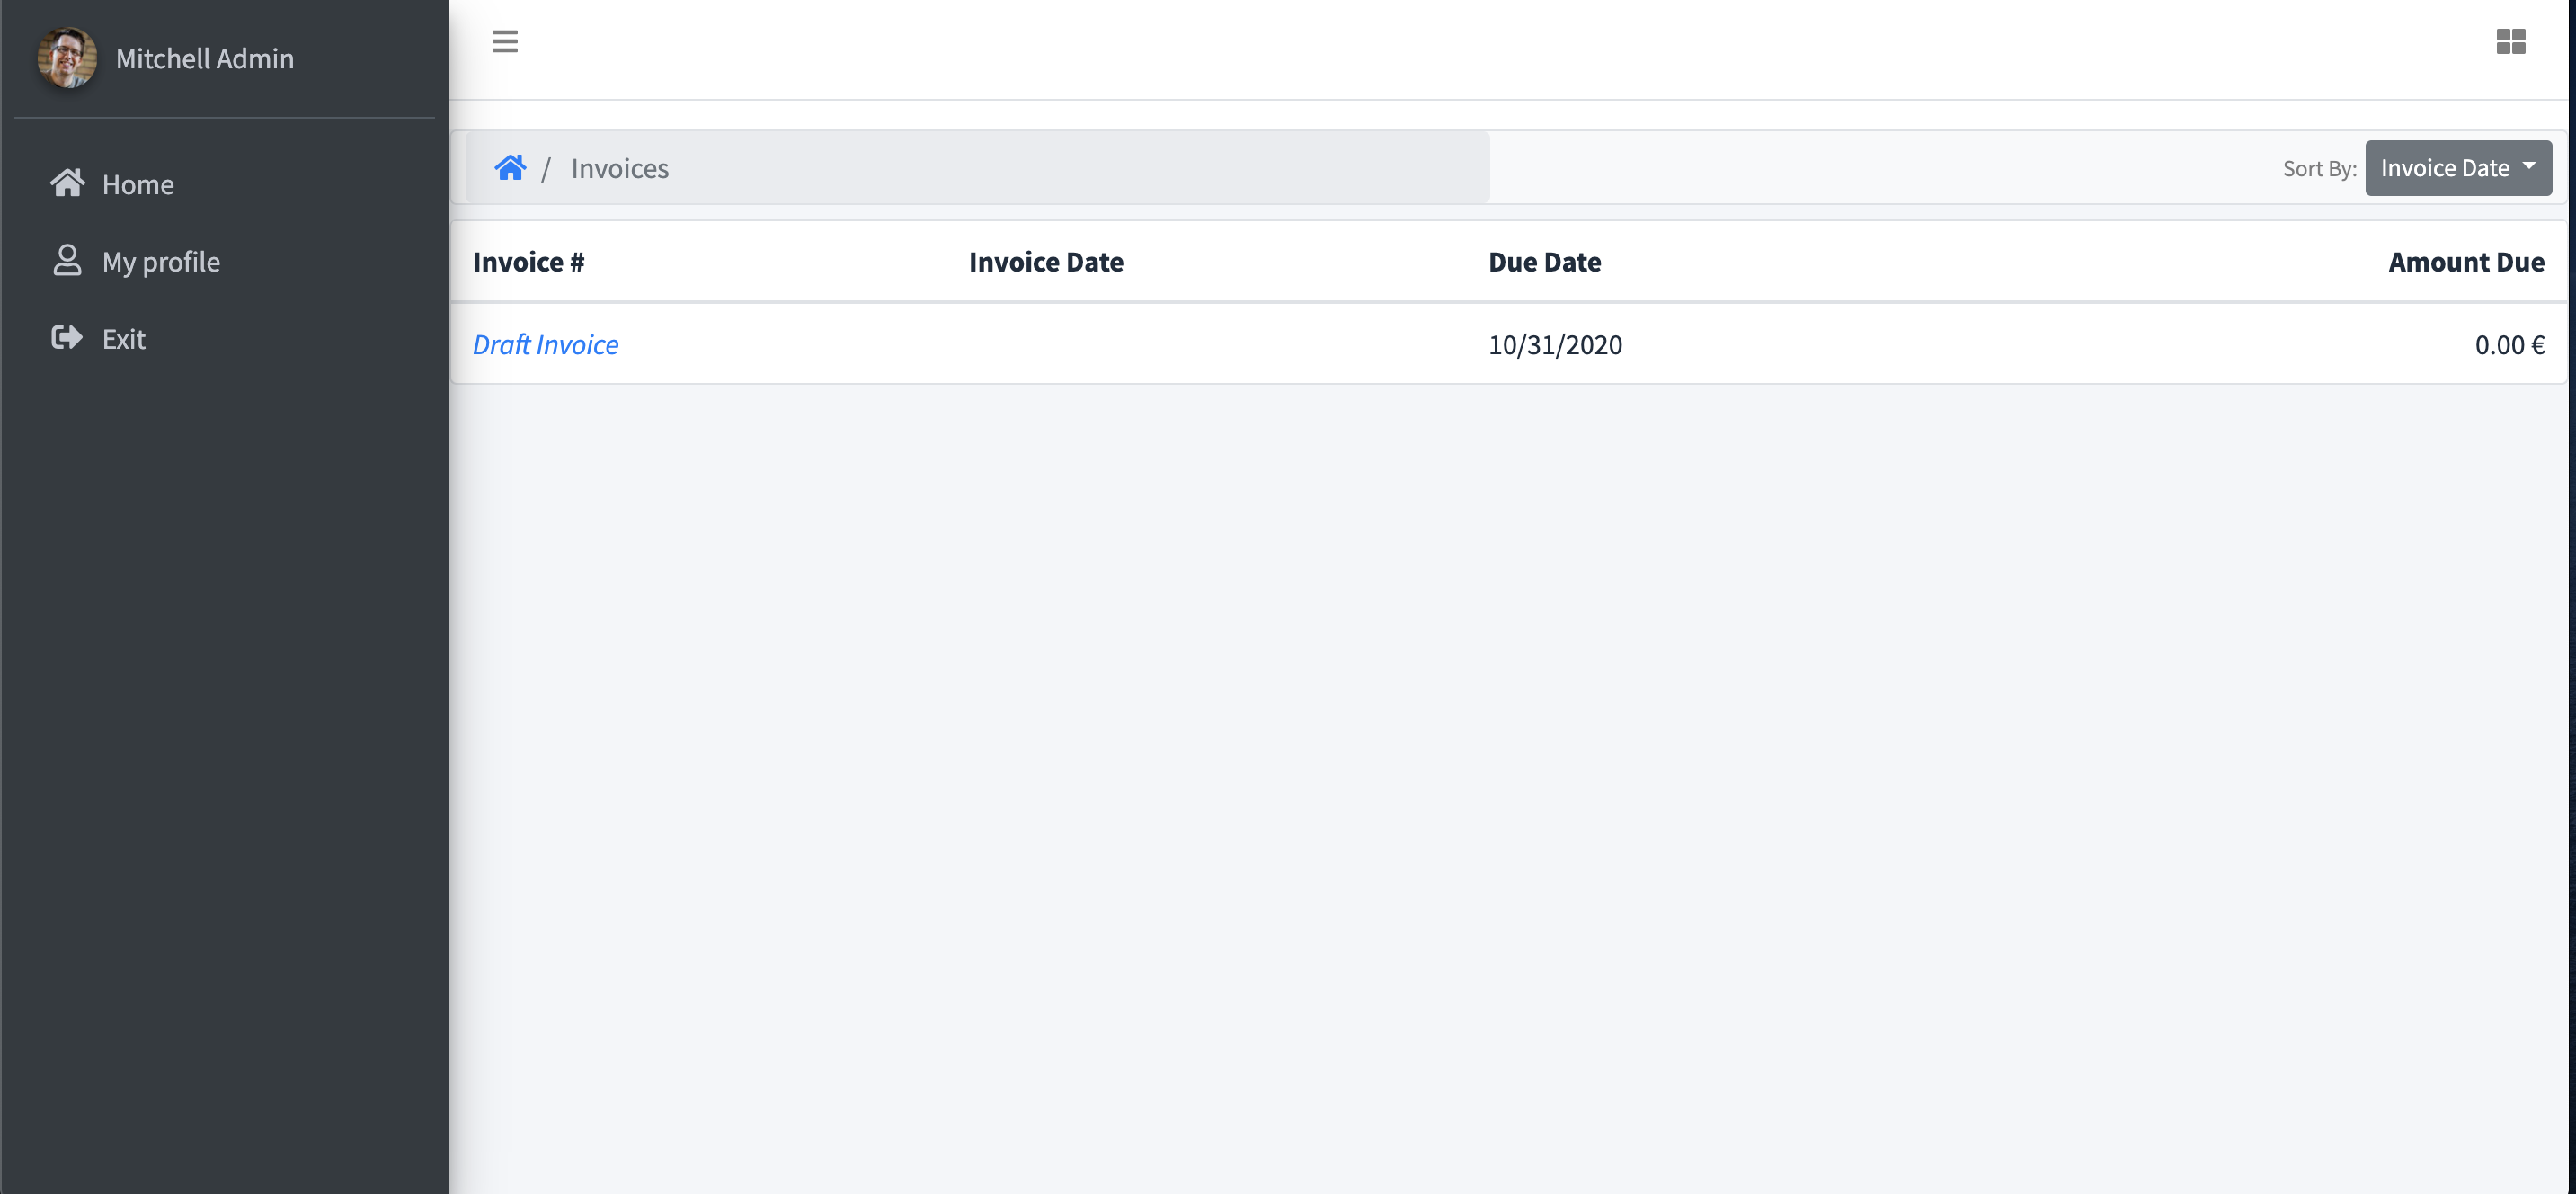 Mitchell Admin
Home
My profile
Exit
/ Invoices
Sort By: Invoice Date
Invoice # Invoice Date Due Date Amount Due
Draft Invoice 10/31/2020 0.00 €